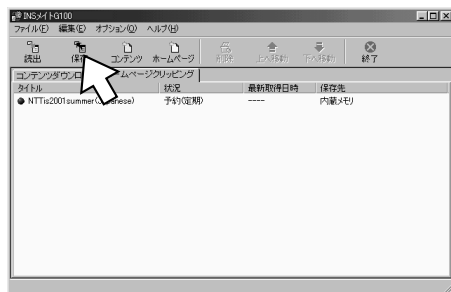 INSメイトG100
ファイル(F) 編集(E) オプション(O) ヘルプ(H)
読出 保存 コンテンツ ホームページ 削除 上へ移動 下へ移動 終了
コンテンツダウンロ ームページクリッピング
タイトル 状況 最新取得日時 保存先
NTTis2001summer(Japanese) 予約(定期) ---- 内蔵メモリ